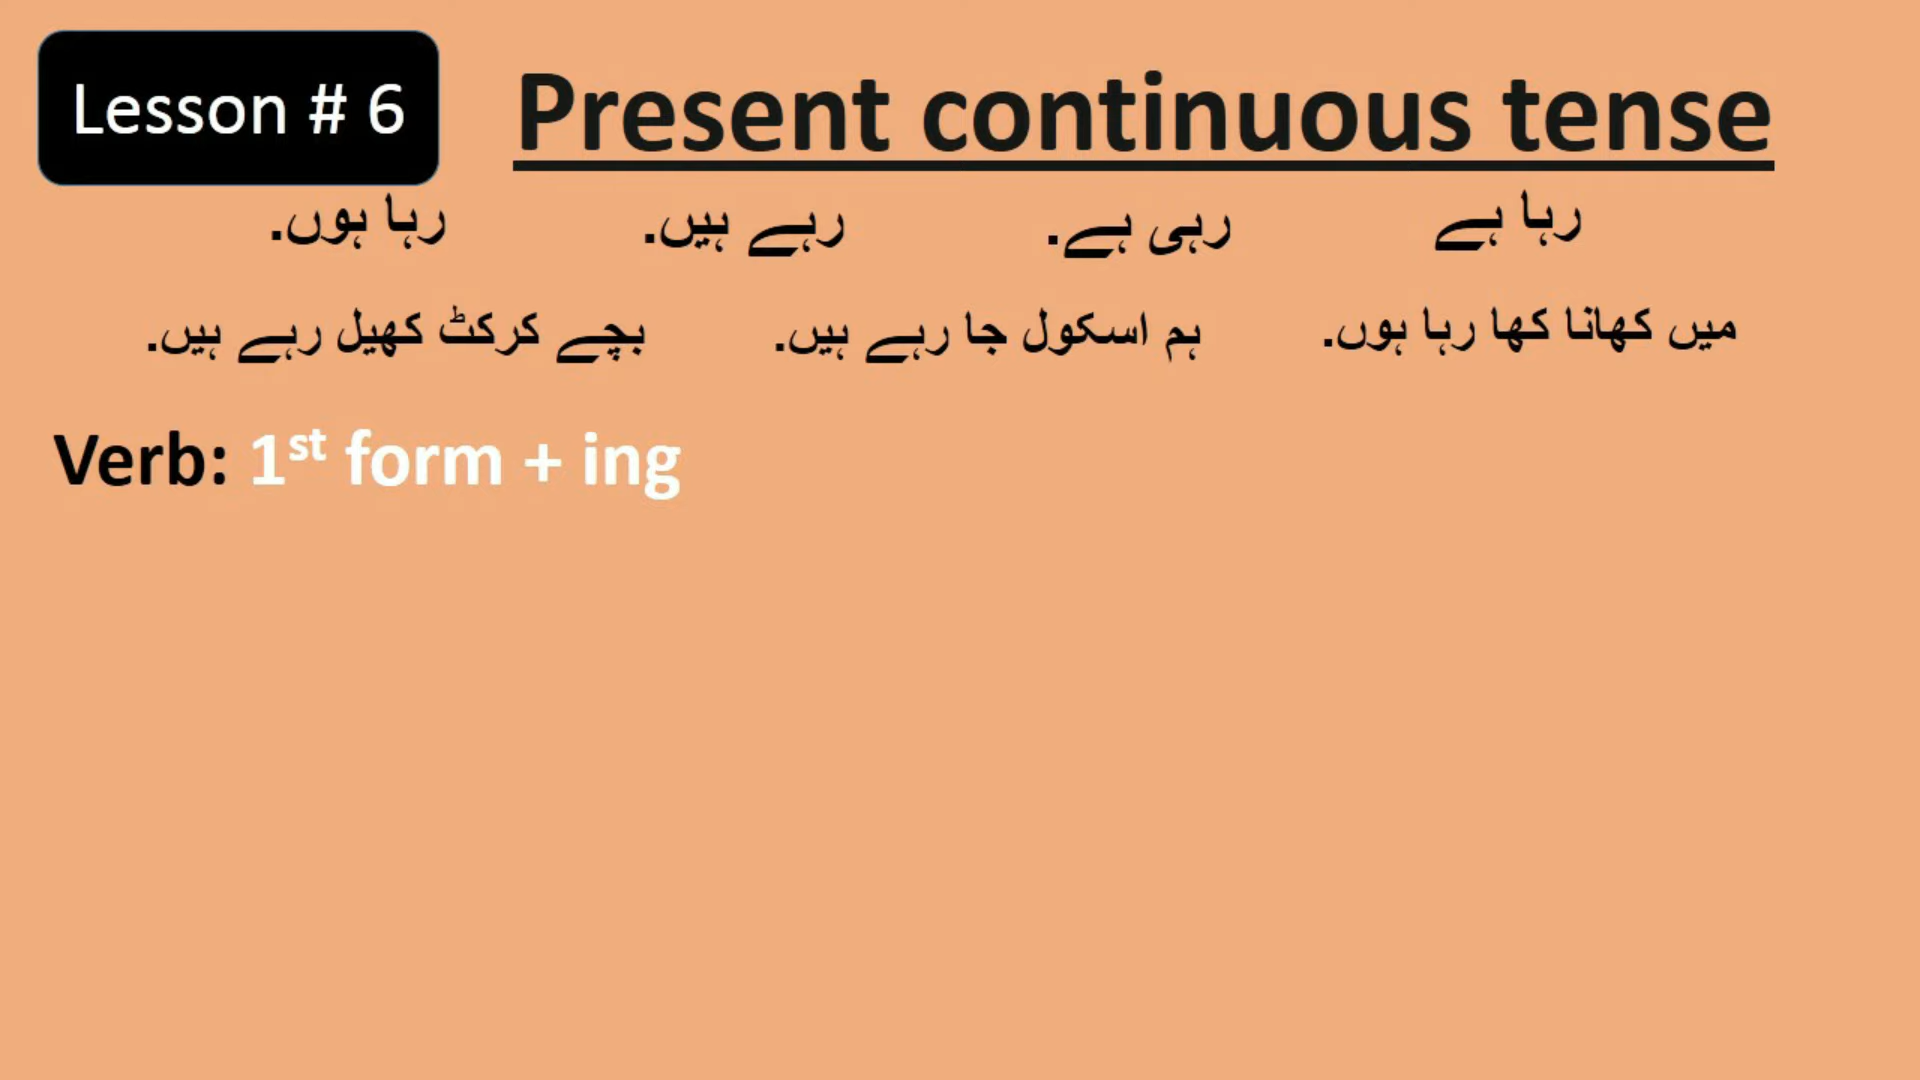 Lesson # 6
Present continuous tense
رہا ہے رہی ہے. رہے ہیں. رہا ہوں.
میں کھانا کھا رہا ہوں. ہم اسکول جا رہے ہیں. بچے کرکٹ کھیل رہے ہیں.
Verb: 1st form + ing